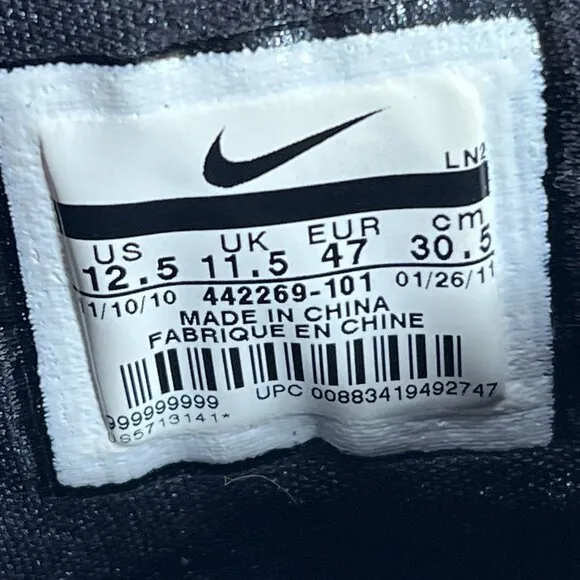 LN2
US UK EUR cm
12.5 11.5 47 30.5
11/10/10 442269-101 01/26/11
MADE IN CHINA
FABRIQUE EN CHINE
UPC 00883419492747
999999999
US5713141*